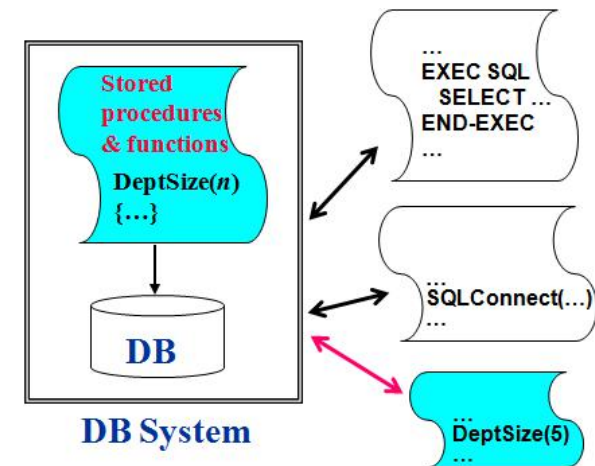 Stored
procedures
& functions
DeptSize(n)
{…}
DB
DB System
…
EXEC SQL
SELECT …
END-EXEC
…
…
SQLConnect(…)
…
…
DeptSize(5)
…